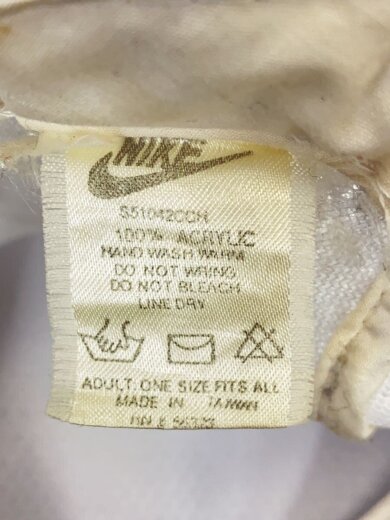 NIKE
S51042CCH
100% ACRYLIC
HAND WASH WARM
DO NOT WRING
DO NOT BLEACH
LINE DRY
ADULT. ONE SIZE FITS ALL
MADE IN TAIWAN
RN #